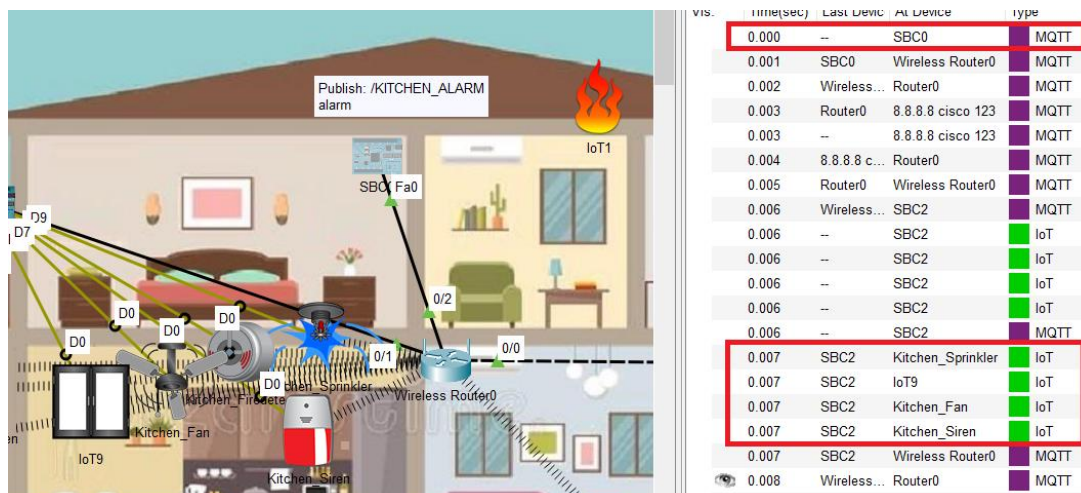 Publish: /KITCHEN_ALARM
alarm
IoT1
Fa0
D9
D7
0/2
D0
D0
D0
D0
0/1
0/0
D0
Wireless Router0
Kitchen_Fan
IoT9
Kitchen_Siren
Vis. Time(sec) Last Devic At Device Type
0.000 -- SBC0 MQTT
0.001 SBC0 Wireless Router0 MQTT
0.002 Wireless... Router0 MQTT
0.003 Router0 8.8.8.8 cisco 123 MQTT
0.003 -- 8.8.8.8 cisco 123 MQTT
0.004 8.8.8.8 c... Router0 MQTT
0.005 Router0 Wireless Router0 MQTT
0.006 Wireless... SBC2 MQTT
0.006 -- SBC2 IoT
0.006 -- SBC2 IoT
0.006 -- SBC2 IoT
0.006 -- SBC2 IoT
0.006 -- SBC2 MQTT
0.007 SBC2 Kitchen_Sprinkler IoT
0.007 SBC2 IoT9 IoT
0.007 SBC2 Kitchen_Fan IoT
0.007 SBC2 Kitchen_Siren IoT
0.007 SBC2 Wireless Router0 MQTT
0.008 Wireless... Router0 MQTT